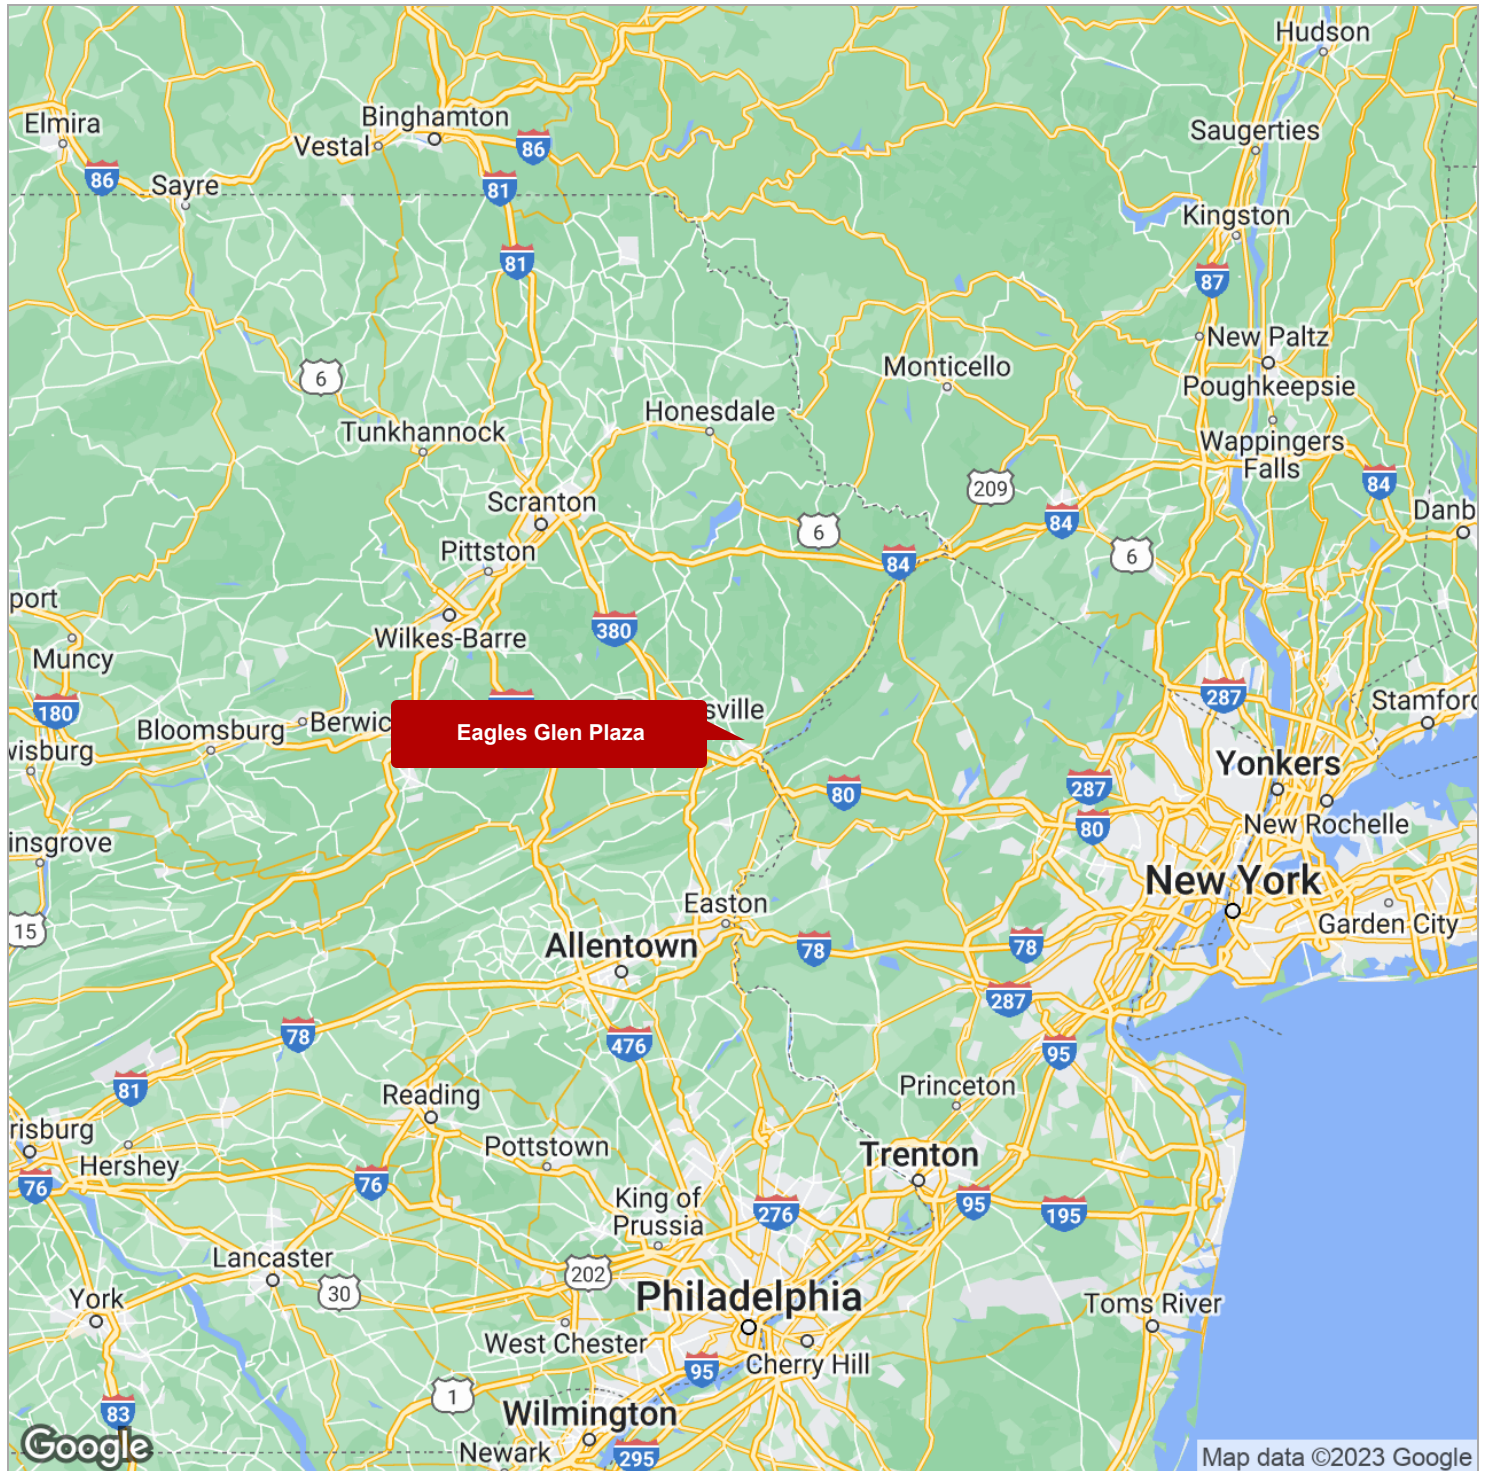 Hudson
Elmira
Binghamton
Saugerties
Vestal
86
86
Sayre
81
Kingston
81
87
New Paltz
6
Monticello
Poughkeepsie
Honesdale
Tunkhannock
Wappingers
Falls
209
84
Scranton
Danb
84
6
6
Pittston
84
port
380
Wilkes-Barre
Muncy
287
Stamford
180
sville
Bloomsburg
Berwic
Eagles Glen Plaza
wisburg
Yonkers
80
287
New Rochelle
80
insgrove
New York
Easton
Garden City
15
Allentown
78
78
287
78
476
95
81
Princeton
Reading
risburg
Pottstown
Trenton
Hershey
76
76
King of
Prussia
276
95
195
Lancaster
202
30
Philadelphia
York
Toms River
West Chester
Cherry Hill
95
1
83
Wilmington
Google
Newark
295
Map data ©2023 Google